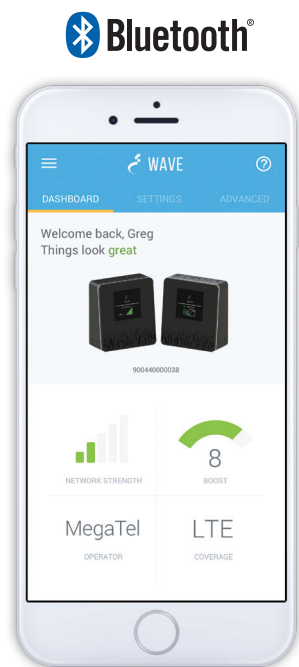 Bluetooth®
WAVE
DASHBOARD SETTINGS ADVANCED
Welcome back, Greg
Things look great
900440000038
NETWORK STRENGTH
8
BOOST
MegaTel
OPERATOR
LTE
COVERAGE